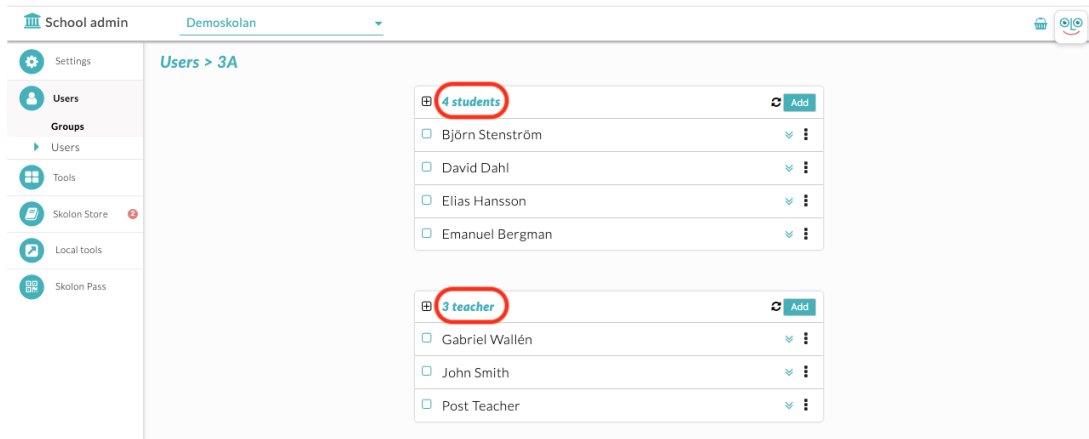 School admin
Demoskolan
Settings
Users
Groups
Users
Tools
Skolon Store 2
Local tools
Skolon Pass
Users > 3A
4 students Add
Björn Stenström
David Dahl
Elias Hansson
Emanuel Bergman
3 teacher Add
Gabriel Wallén
John Smith
Post Teacher